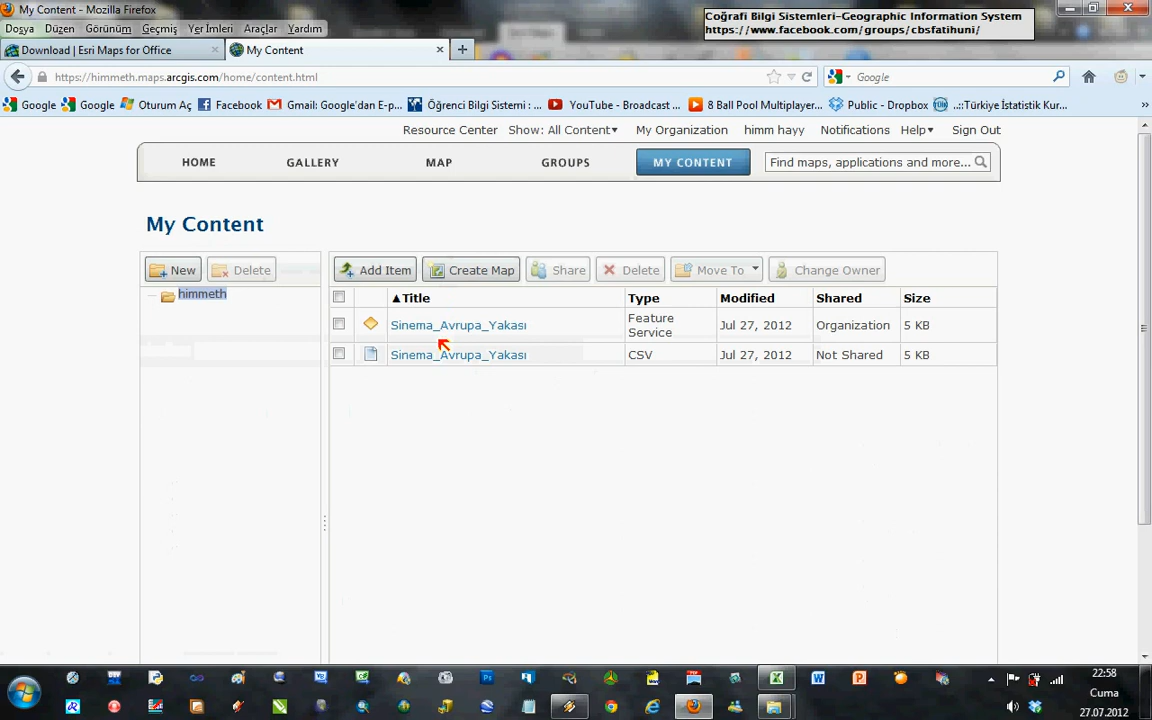 My Content - Mozilla Firefox
Coğrafi Bilgi Sistemleri-Geographic Information System
https://www.facebook.com/groups/cbsfatihuni/
Dosya Düzen Görünüm Geçmiş Yer İmleri Araçlar Yardım
Download | Esri Maps for Office
My Content
https://himmeth.maps.arcgis.com/home/content.html
Google
Google Google Oturum Aç Facebook Gmail: Google'dan E-p... Öğrenci Bilgi Sistemi : ... YouTube - Broadcast ... 8 Ball Pool Multiplayer... Public - Dropbox ..::Türkiye İstatistik Kur... »
Resource Center Show: All Content My Organization himm hayy Notifications Help Sign Out
HOME GALLERY MAP GROUPS MY CONTENT Find maps, applications and more...
My Content
New Delete Add Item Create Map Share Delete Move To Change Owner
himmeth
Title Type Modified Shared Size
Sinema_Avrupa_Yakası Feature Service Jul 27, 2012 Organization 5 KB
Sinema_Avrupa_Yakası CSV Jul 27, 2012 Not Shared 5 KB
22:58
Cuma
27.07.2012